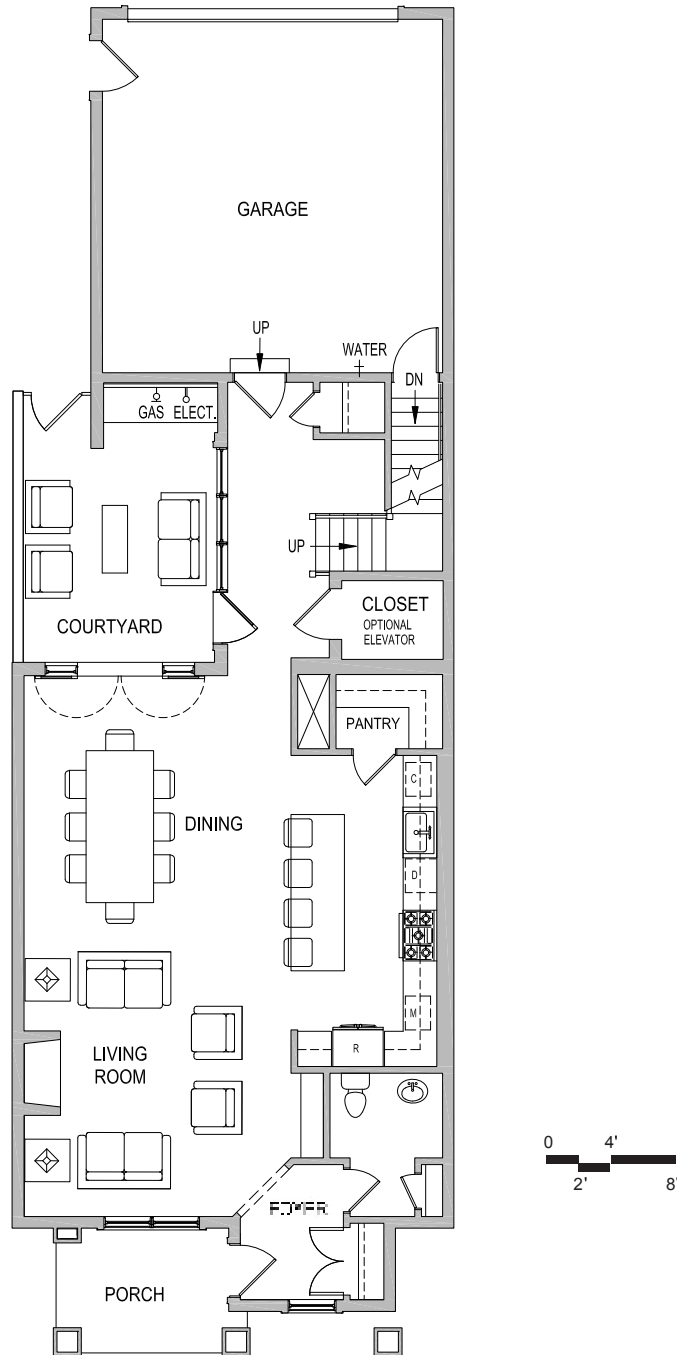 GARAGE
UP
WATER
DN
GAS ELECT.
UP
COURTYARD
CLOSET
OPTIONAL
ELEVATOR
PANTRY
C
DINING
D
M
R
LIVING
ROOM
0 4'
2' 8'
FOYER
PORCH